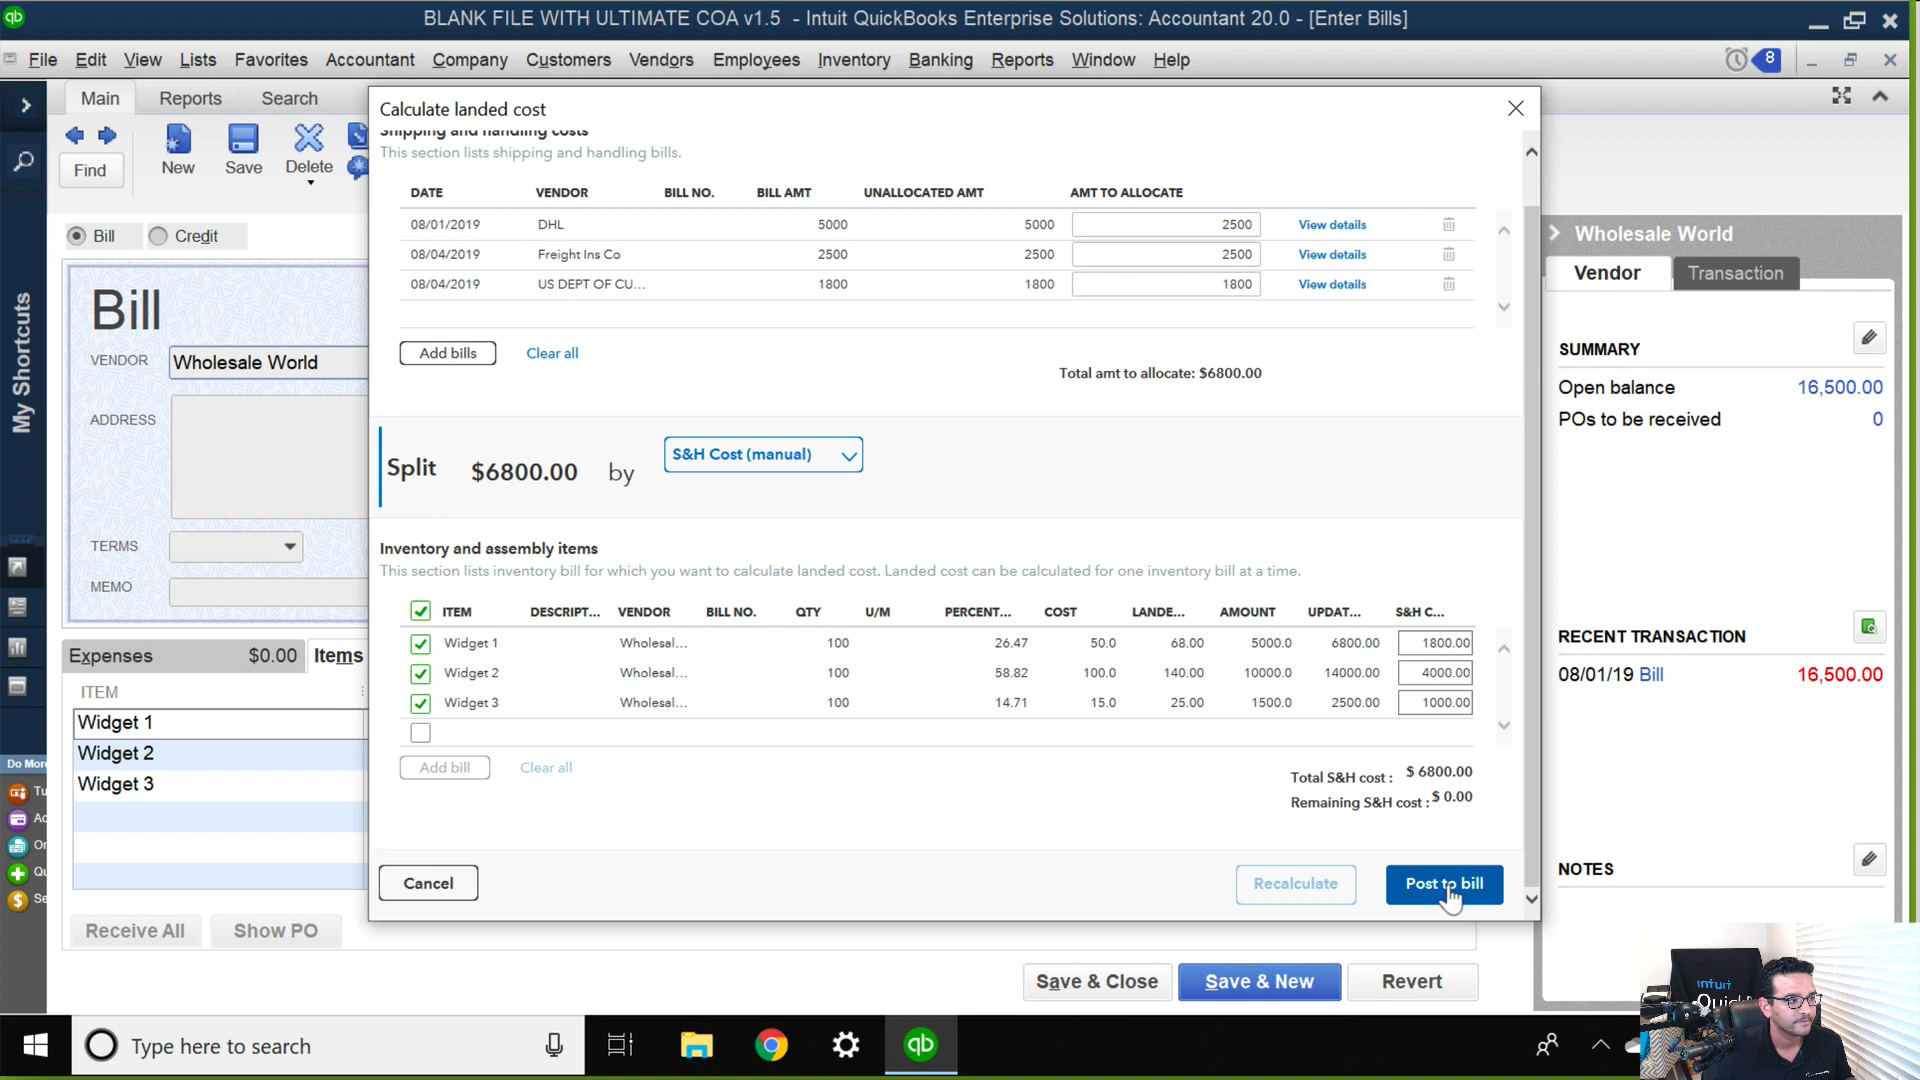 BLANK FILE WITH ULTIMATE COA v1.5 - Intuit QuickBooks Enterprise Solutions: Accountant 20.0 - [Enter Bills]
File Edit View Lists Favorites Accountant Company Customers Vendors Employees Inventory Banking Reports Window Help
8
Main Reports Search
Find
New Save Delete
Bill Credit
Bill
VENDOR Wholesale World
ADDRESS
TERMS
MEMO
Expenses $0.00 Items
ITEM
Widget 1
Widget 2
Widget 3
Receive All Show PO
My Shortcuts
Do More
Calculate landed cost
Shipping and handling costs
This section lists shipping and handling bills.
DATE VENDOR BILL NO. BILL AMT UNALLOCATED AMT AMT TO ALLOCATE
08/01/2019 DHL 5000 5000 2500 View details
08/04/2019 Freight Ins Co 2500 2500 2500 View details
08/04/2019 US DEPT OF CU... 1800 1800 1800 View details
Add bills Clear all
Total amt to allocate: $6800.00
Split $6800.00 by S&H Cost (manual)
Inventory and assembly items
This section lists inventory bill for which you want to calculate landed cost. Landed cost can be calculated for one inventory bill at a time.
ITEM DESCRIPT... VENDOR BILL NO. QTY U/M PERCENT... COST LANDE... AMOUNT UPDAT... S&H C...
Widget 1 Wholesal... 100 26.47 50.0 68.00 5000.0 6800.00 1800.00
Widget 2 Wholesal... 100 58.82 100.0 140.00 10000.0 14000.00 4000.00
Widget 3 Wholesal... 100 14.71 15.0 25.00 1500.0 2500.00 1000.00
Add bill Clear all
Total S&H cost : $ 6800.00
Remaining S&H cost : $ 0.00
Cancel Recalculate Post to bill
Save & Close Save & New Revert
Wholesale World
Vendor Transaction
SUMMARY
Open balance 16,500.00
POs to be received 0
RECENT TRANSACTION
08/01/19 Bill 16,500.00
NOTES
Type here to search
qb
intuit